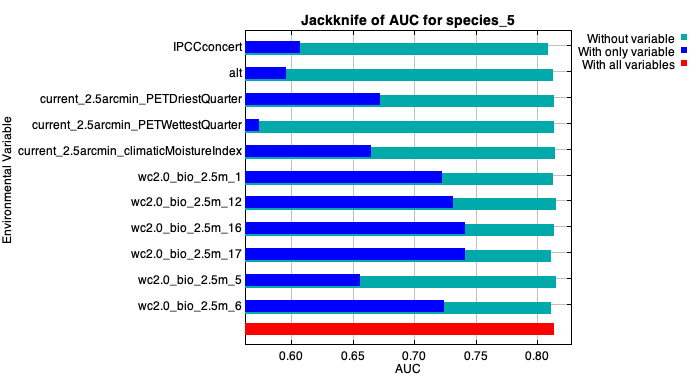 Jackknife of AUC for species_5
Without variable
With only variable
With all variables
Environmental Variable
IPCCconcert
alt
current_2.5arcmin_PETDriestQuarter
current_2.5arcmin_PETWettestQuarter
current_2.5arcmin_climaticMoistureIndex
wc2.0_bio_2.5m_1
wc2.0_bio_2.5m_12
wc2.0_bio_2.5m_16
wc2.0_bio_2.5m_17
wc2.0_bio_2.5m_5
wc2.0_bio_2.5m_6
0.60 0.65 0.70 0.75 0.80
AUC